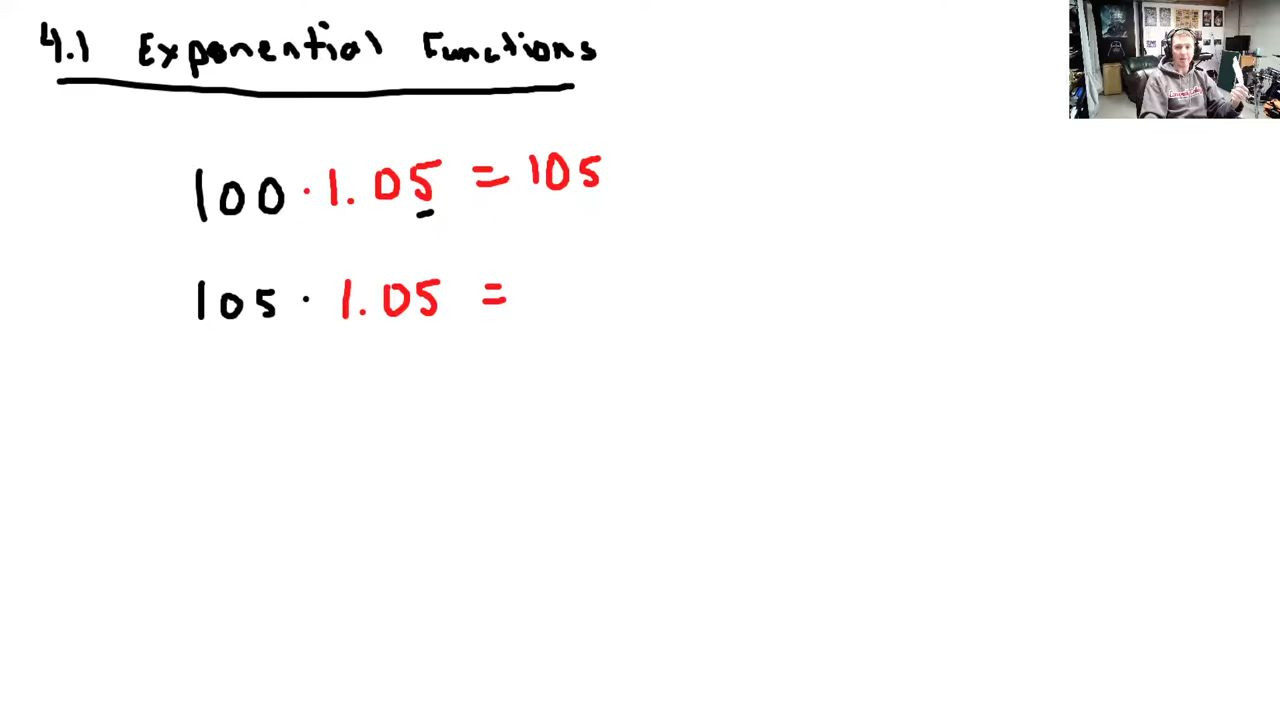 4.1 Exponential Functions
100 · 1.05 = 105
105 · 1.05 =